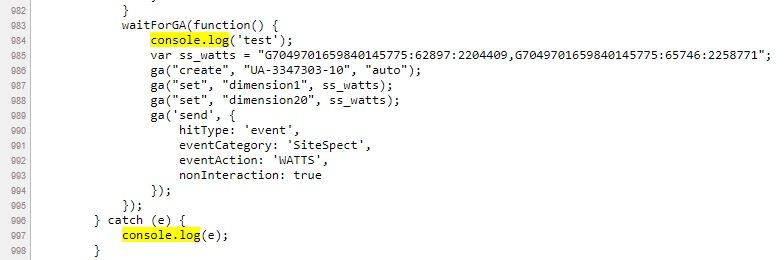 982 }
983 waitForGA(function() {
984 console.log('test');
985 var ss_watts = "G7049701659840145775:62897:2204409,G7049701659840145775:65746:2258771";
986 ga("create", "UA-3347303-10", "auto");
987 ga("set", "dimension1", ss_watts);
988 ga("set", "dimension20", ss_watts);
989 ga('send', {
990 hitType: 'event',
991 eventCategory: 'SiteSpect',
992 eventAction: 'WATTS',
993 nonInteraction: true
994 });
995 });
996 } catch (e) {
997 console.log(e);
998 }